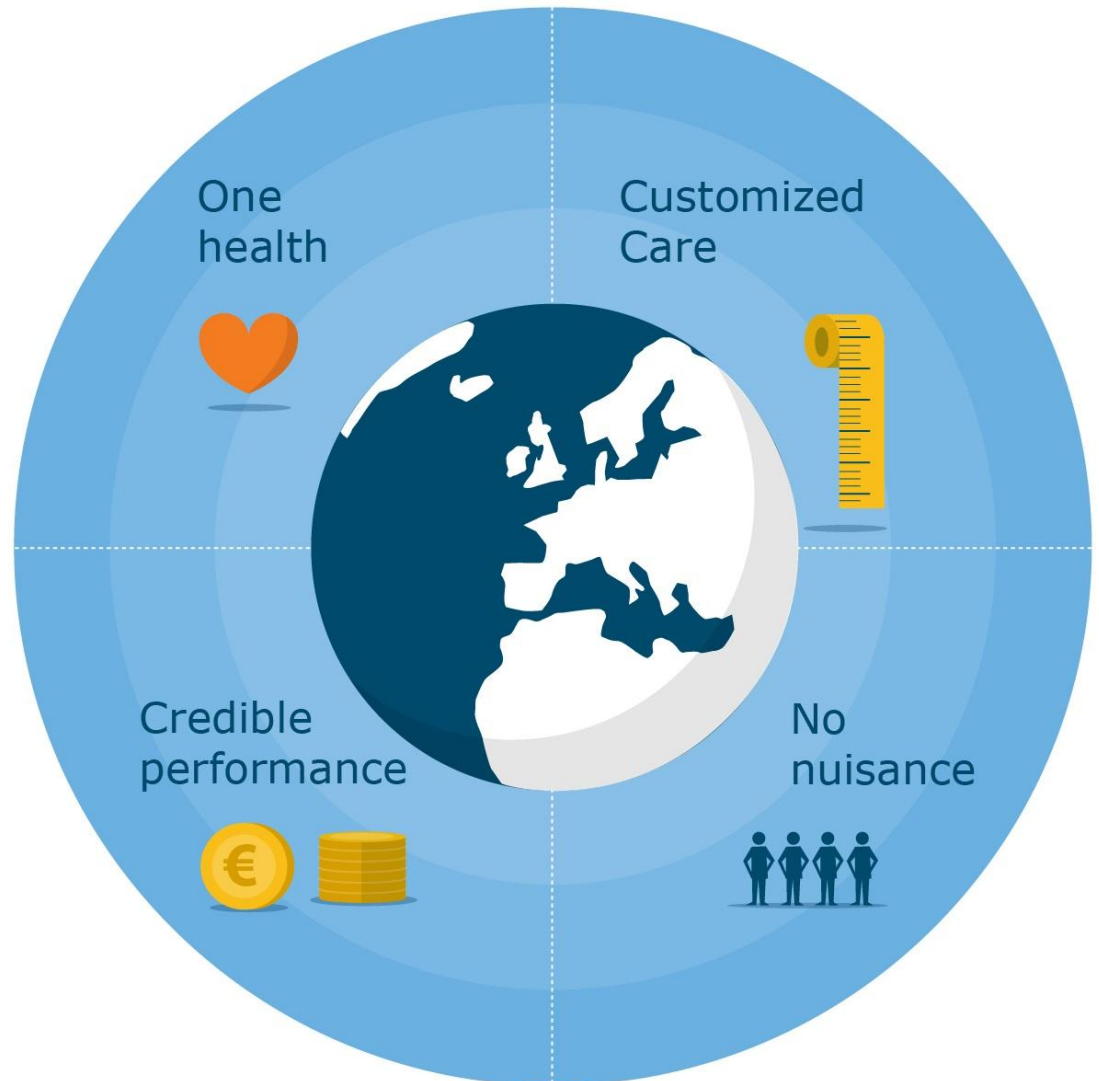 One
health
Customized
Care
Credible
performance
€
No
nuisance